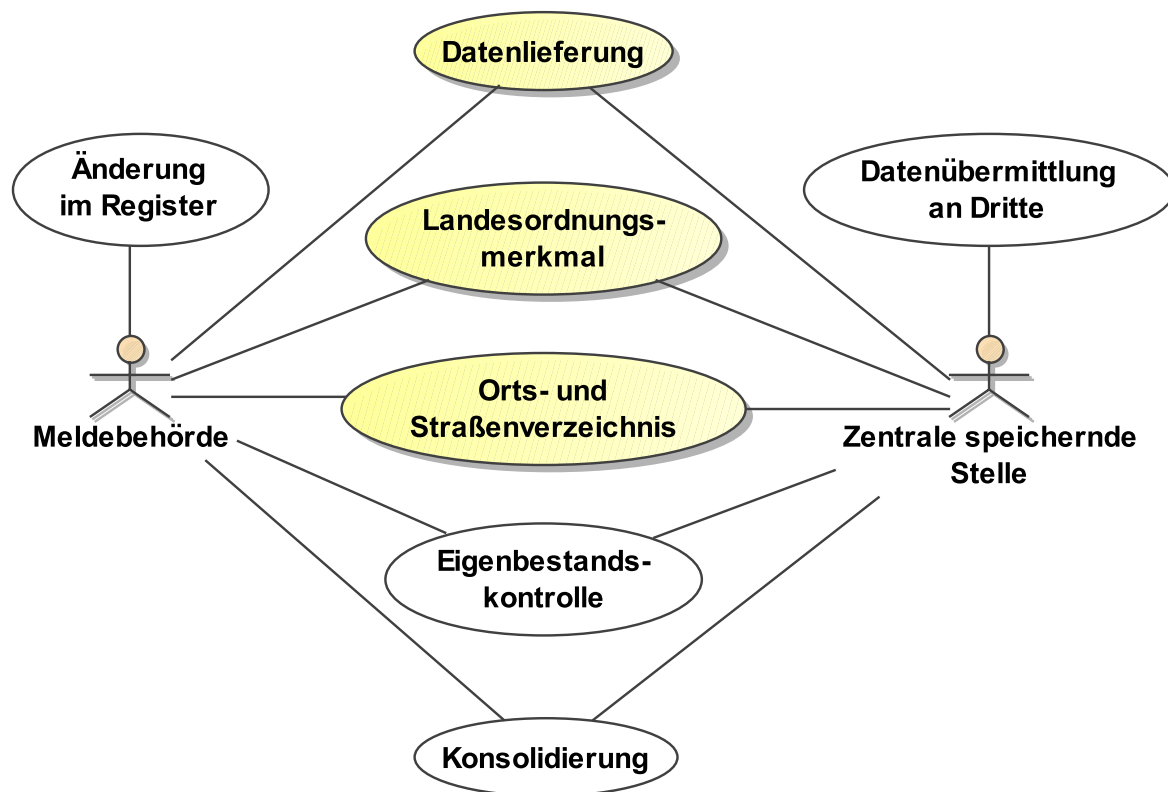 Datenlieferung
Änderung
im Register
Datenübermittlung
an Dritte
Landesordnungs-
merkmal
Orts- und
Straßenverzeichnis
Meldebehörde
Zentrale speichernde
Stelle
Eigenbestands-
kontrolle
Konsolidierung